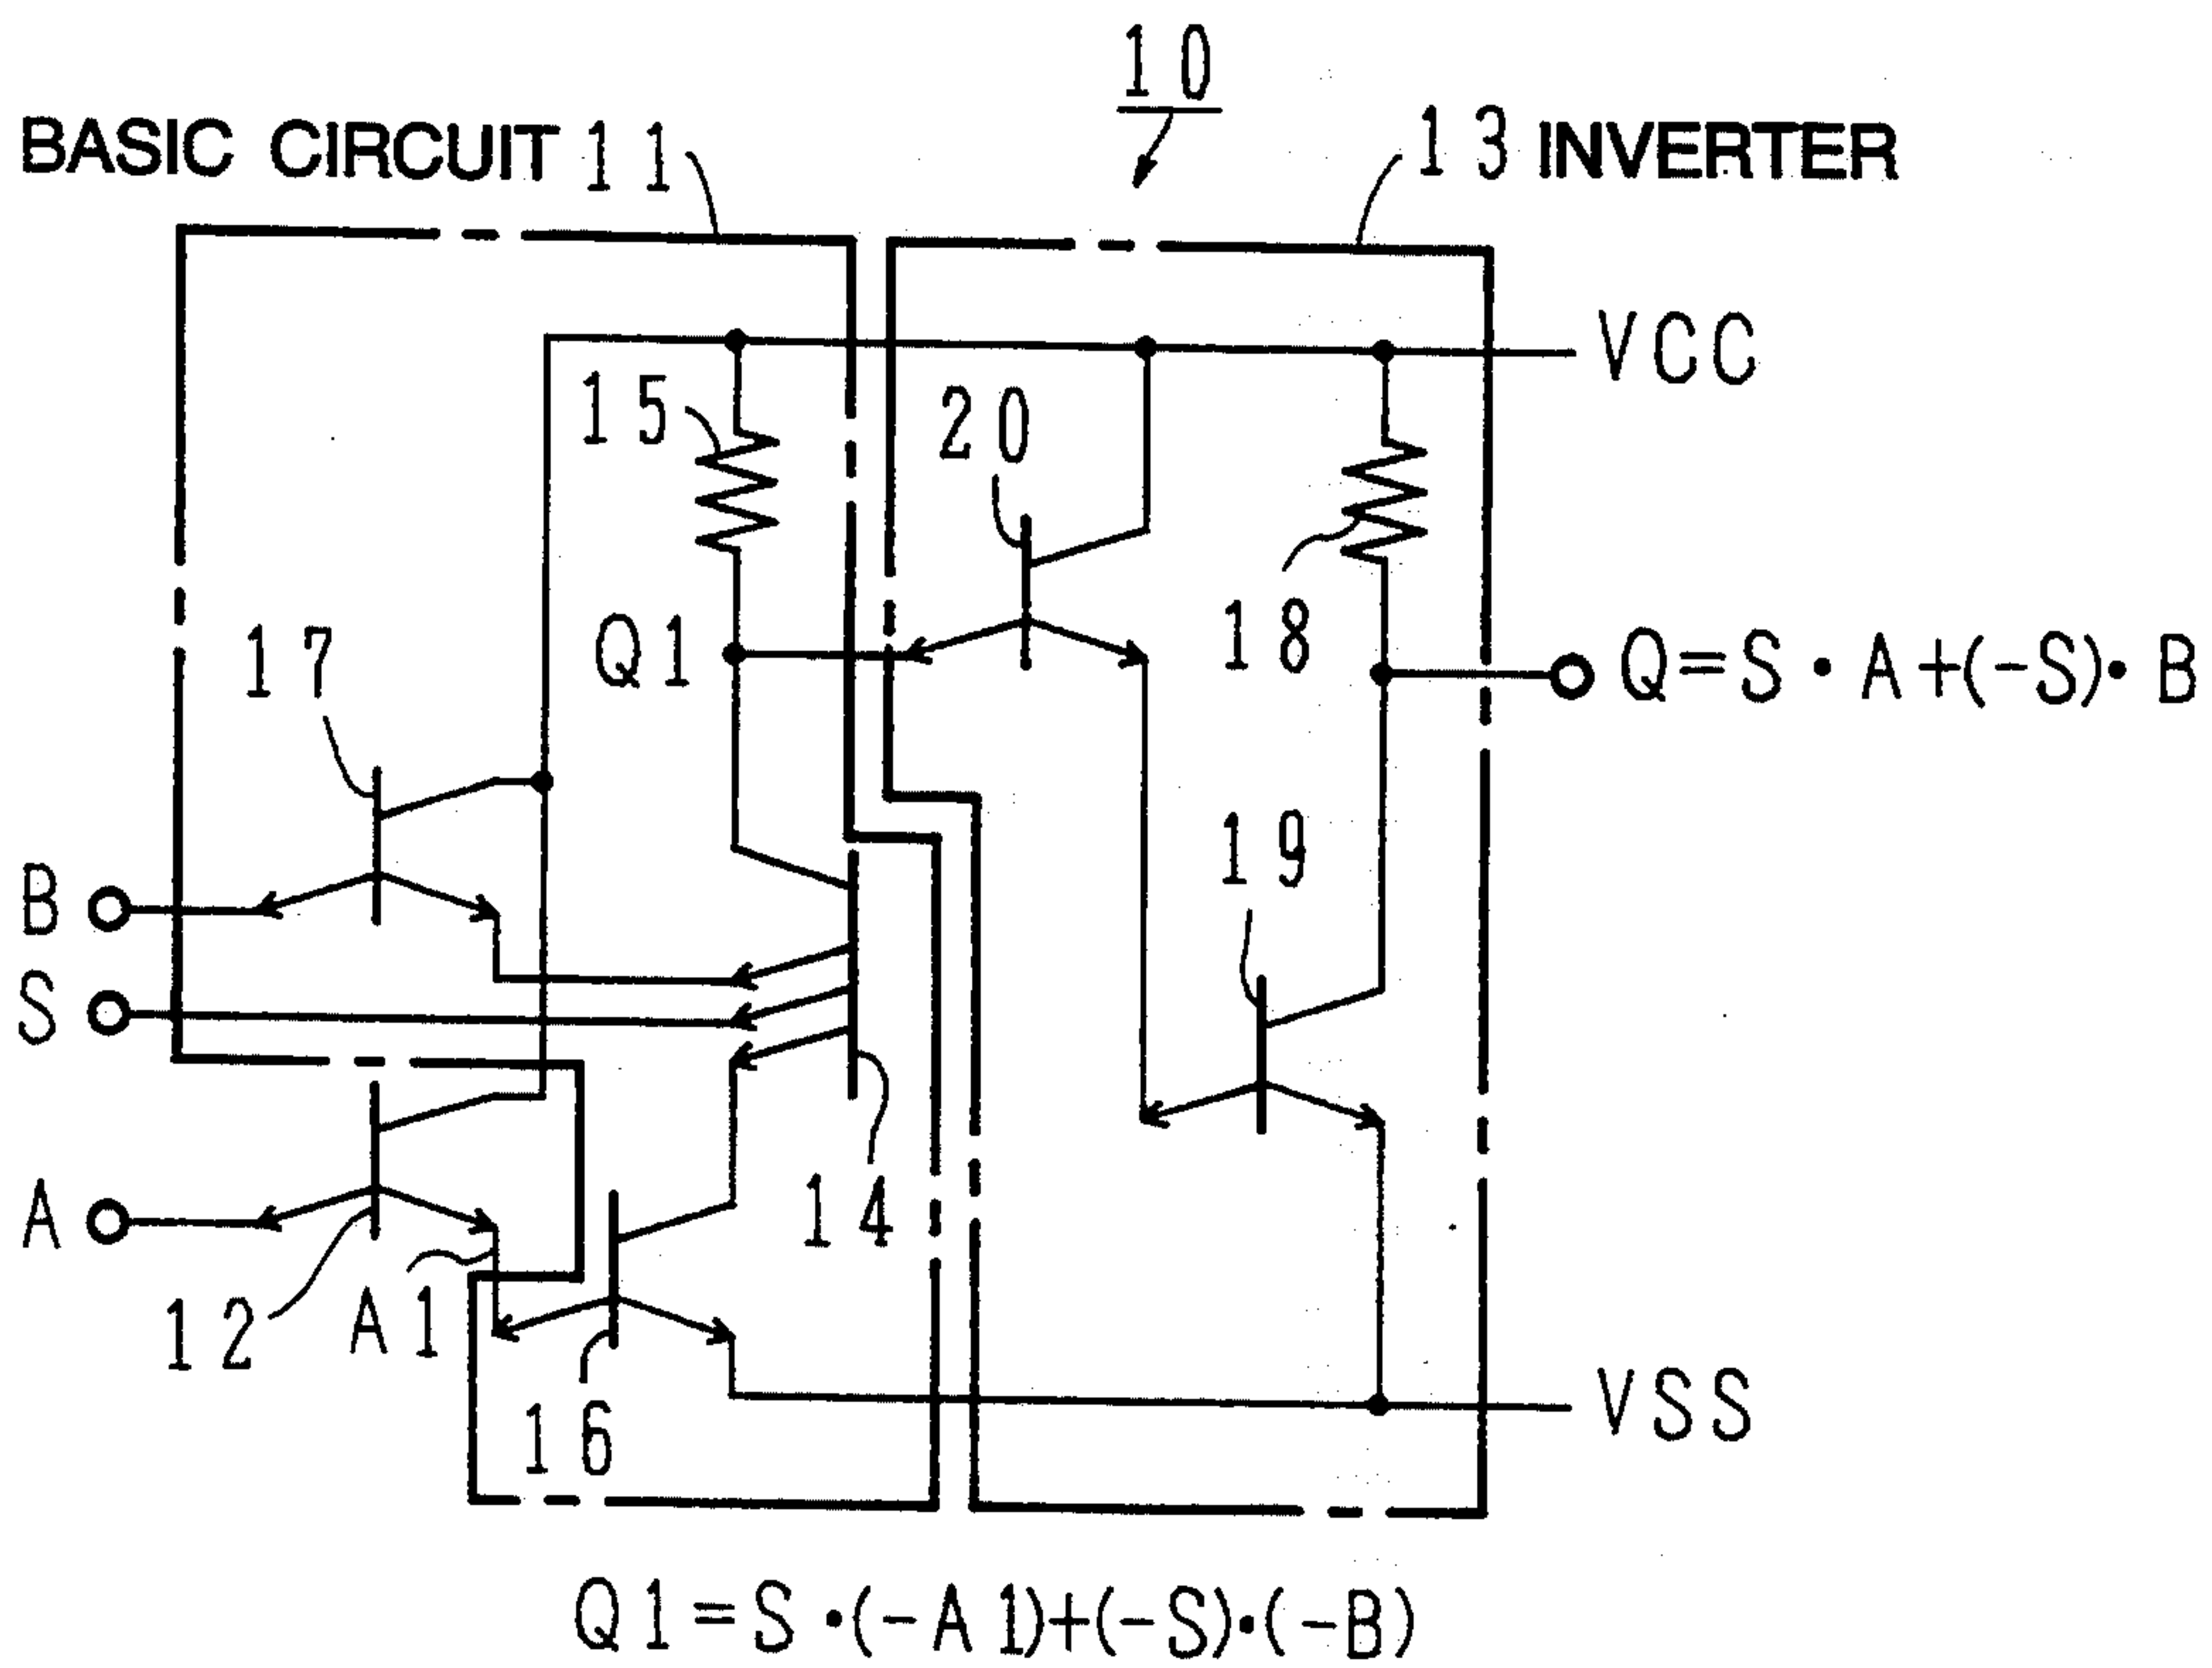 10
BASIC CIRCUIT 11
13 INVERTER
VCC
15
20
17
Q1
18
Q=S·A+(-S)·B
19
B
S
A
14
12
A1
16
VSS
Q1=S·(-A1)+(-S)·(-B)